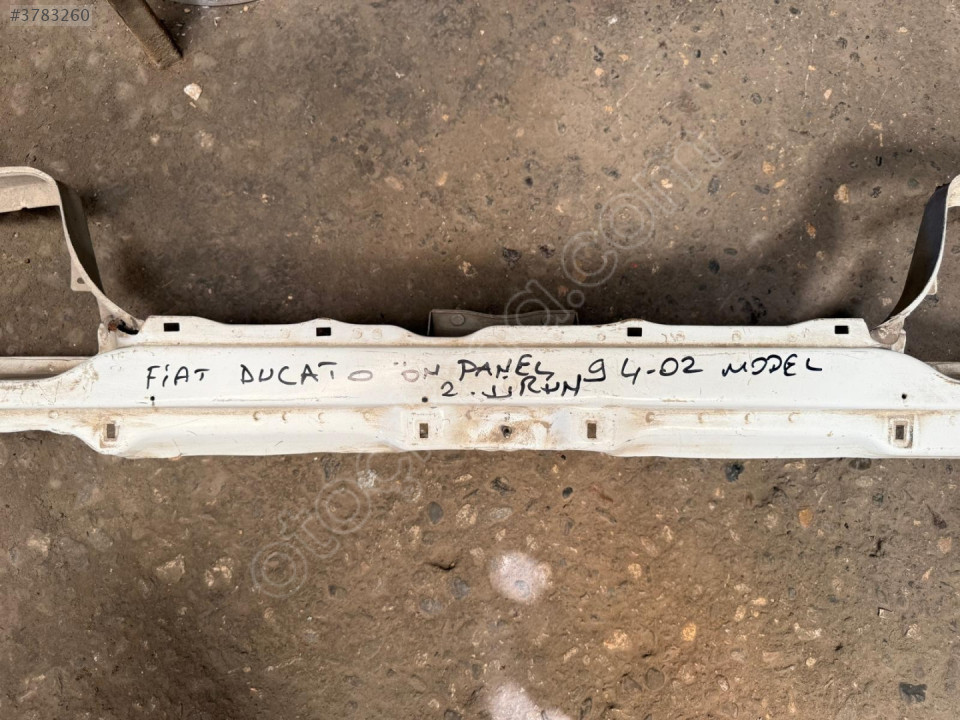 #3783260
FiAT DUCATO ÖN PANEL 94-02 MODEL
2. ÜRÜN